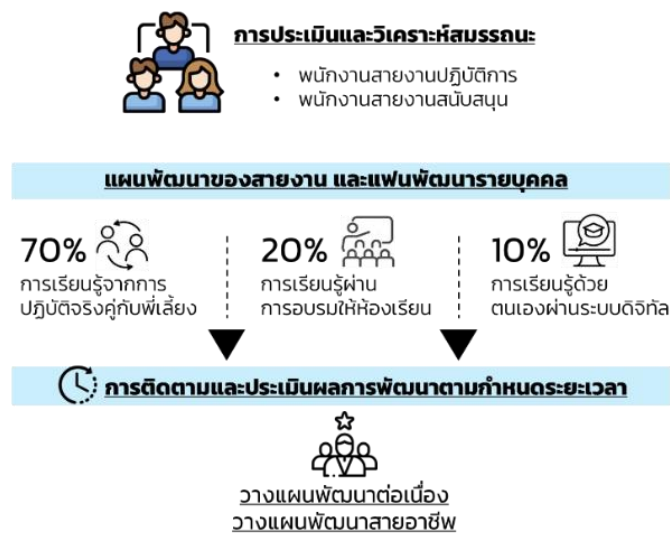 การประเมินและวิเคราะห์สมรรถนะ
• พนักงานสายงานปฏิบัติการ
• พนักงานสายงานสนับสนุน
แผนพัฒนาของสายงาน และแฟนพัฒนารายบุคคล
70%
การเรียนรู้จากการ
ปฏิบัติจริงคู่กับพี่เลี้ยง
20%
การเรียนรู้ผ่าน
การอบรมให้ห้องเรียน
10%
การเรียนรู้ด้วย
ตนเองผ่านระบบดิจิทัล
การติดตามและประเมินผลการพัฒนาตามกำหนดระยะเวลา
วางแผนพัฒนาต่อเนื่อง
วางแผนพัฒนาสายอาชีพ